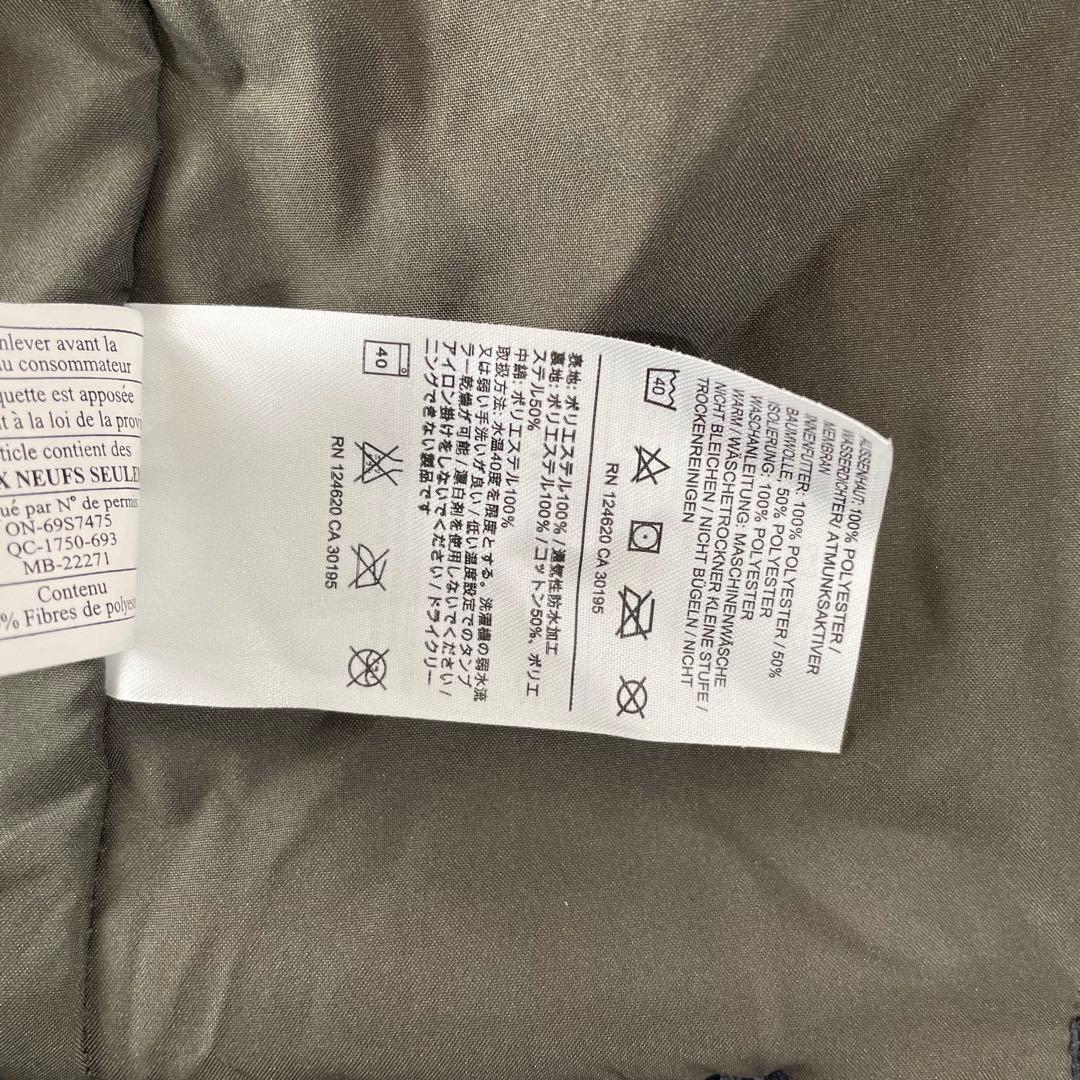 nlever avant la
u consommateur
quette est apposée
t à la loi de la provi
ticle contient des
X NEUFS SEULE
ué par N° de permis
ON-69S7475
QC-1750-693
MB-22271
Contenu
% Fibres de polyes
AUSSENHAUT: 100% POLYESTER /
WASSERDICHTER/ ATMUNKSAKTIVER
MEMBRAN
INNENFUTTER: 100% POLYESTER / 50%
BAUMWOLLE, 50% POLYESTER
ISOLIERUNG: 100% POLYESTER
WASCHANLEITUNG: MASCHINENWÄSCHE
WARM / WÄSCHETROCKNER KLEINE STUFE /
NICHT BLEICHEN / NICHT BÜGELN / NICHT
TROCKENREINIGEN
40
RN 124620 CA 30195
表地: ポリエステル100% / 通気性防水加工
裏地: ポリエステル100% / コットン50%、ポリエ
ステル50%
中綿: ポリエステル100%
取扱方法: 水温40度を限度とする。洗濯機の弱水流
又は弱い手洗いが良い / 低い温度設定でのタンブ
ラー乾燥が可能 / 漂白剤を使用しないでください /
アイロン掛けをしないでください / ドライクリー
ニングできない製品です
40
RN 124620 CA 30195